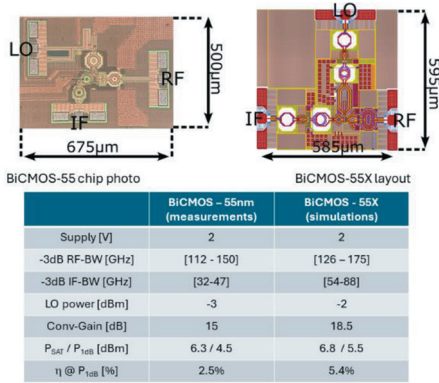 LO
RF
IF
500µm
675µm
LO
IF
RF
595µm
585µm
BiCMOS-55 chip photo
BiCMOS-55X layout
BiCMOS – 55nm (measurements)
BiCMOS - 55X (simulations)
Supply [V] 2 2
-3dB RF-BW [GHz] [112 - 150] [126 – 175]
-3dB IF-BW [GHz] [32-47] [54-88]
LO power [dBm] -3 -2
Conv-Gain [dB] 15 18.5
PSAT / P1dB [dBm] 6.3 / 4.5 6.8 / 5.5
η @ P1dB [%] 2.5% 5.4%